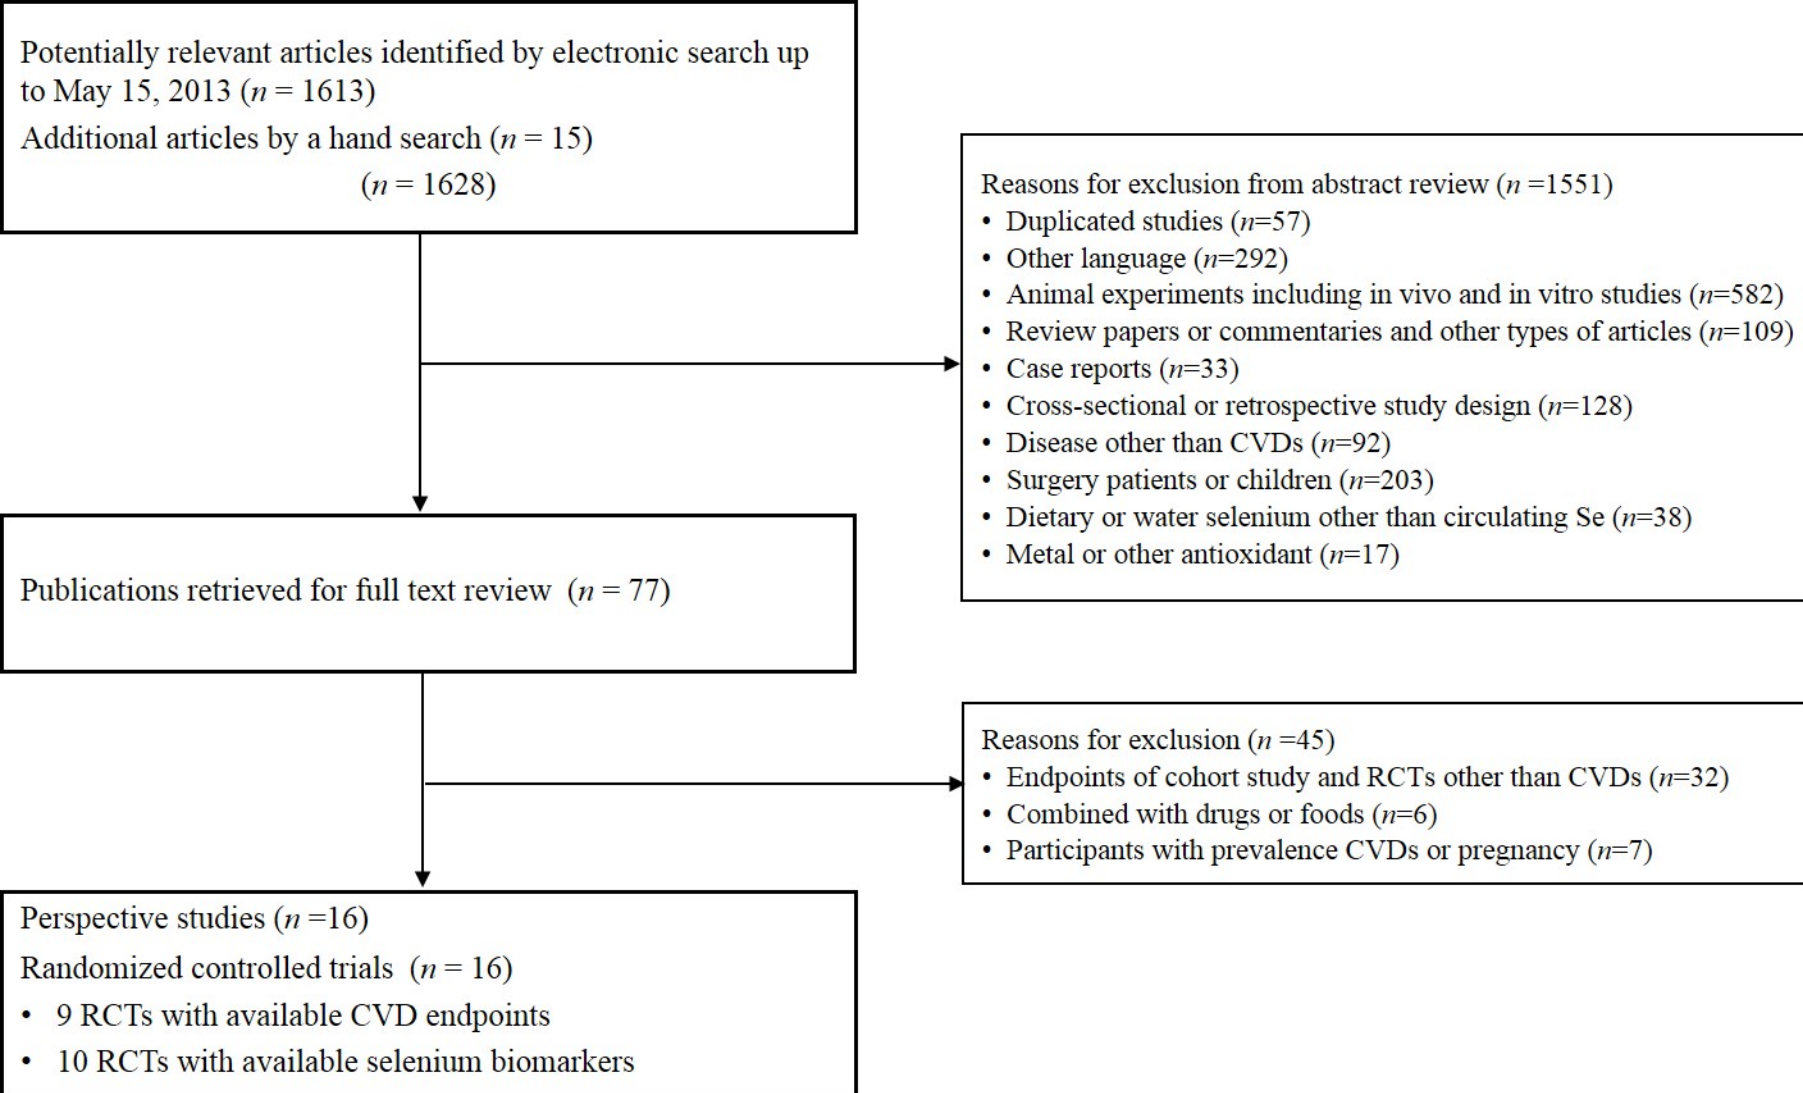 Potentially relevant articles identified by electronic search up
to May 15, 2013 (n = 1613)
Additional articles by a hand search (n = 15)
(n = 1628)
Reasons for exclusion from abstract review (n =1551)
• Duplicated studies (n=57)
• Other language (n=292)
• Animal experiments including in vivo and in vitro studies (n=582)
• Review papers or commentaries and other types of articles (n=109)
• Case reports (n=33)
• Cross-sectional or retrospective study design (n=128)
• Disease other than CVDs (n=92)
• Surgery patients or children (n=203)
• Dietary or water selenium other than circulating Se (n=38)
• Metal or other antioxidant (n=17)
Publications retrieved for full text review (n = 77)
Reasons for exclusion (n =45)
• Endpoints of cohort study and RCTs other than CVDs (n=32)
• Combined with drugs or foods (n=6)
• Participants with prevalence CVDs or pregnancy (n=7)
Perspective studies (n =16)
Randomized controlled trials (n = 16)
• 9 RCTs with available CVD endpoints
• 10 RCTs with available selenium biomarkers